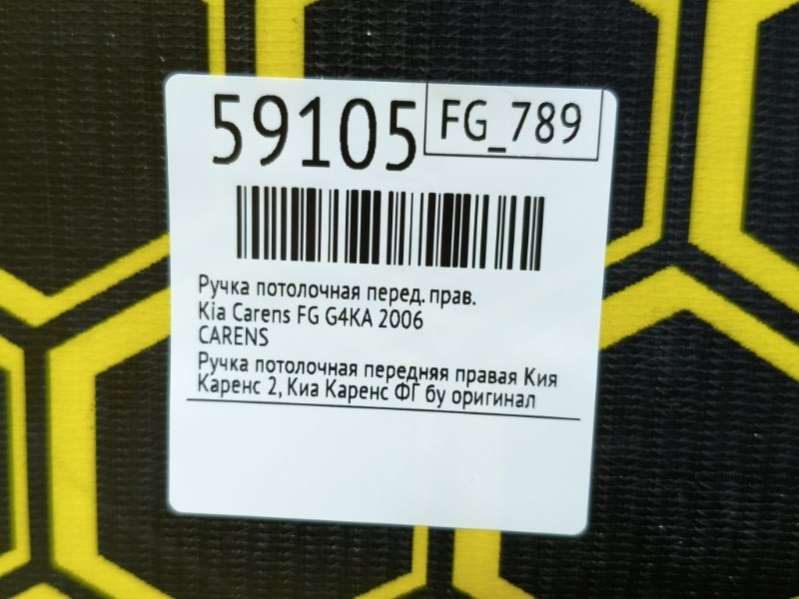 59105
FG_789
Ручка потолочная перед. прав.
Kia Carens FG G4KA 2006
CARENS
Ручка потолочная передняя правая Кия
Каренс 2, Киа Каренс ФГ бу оригинал